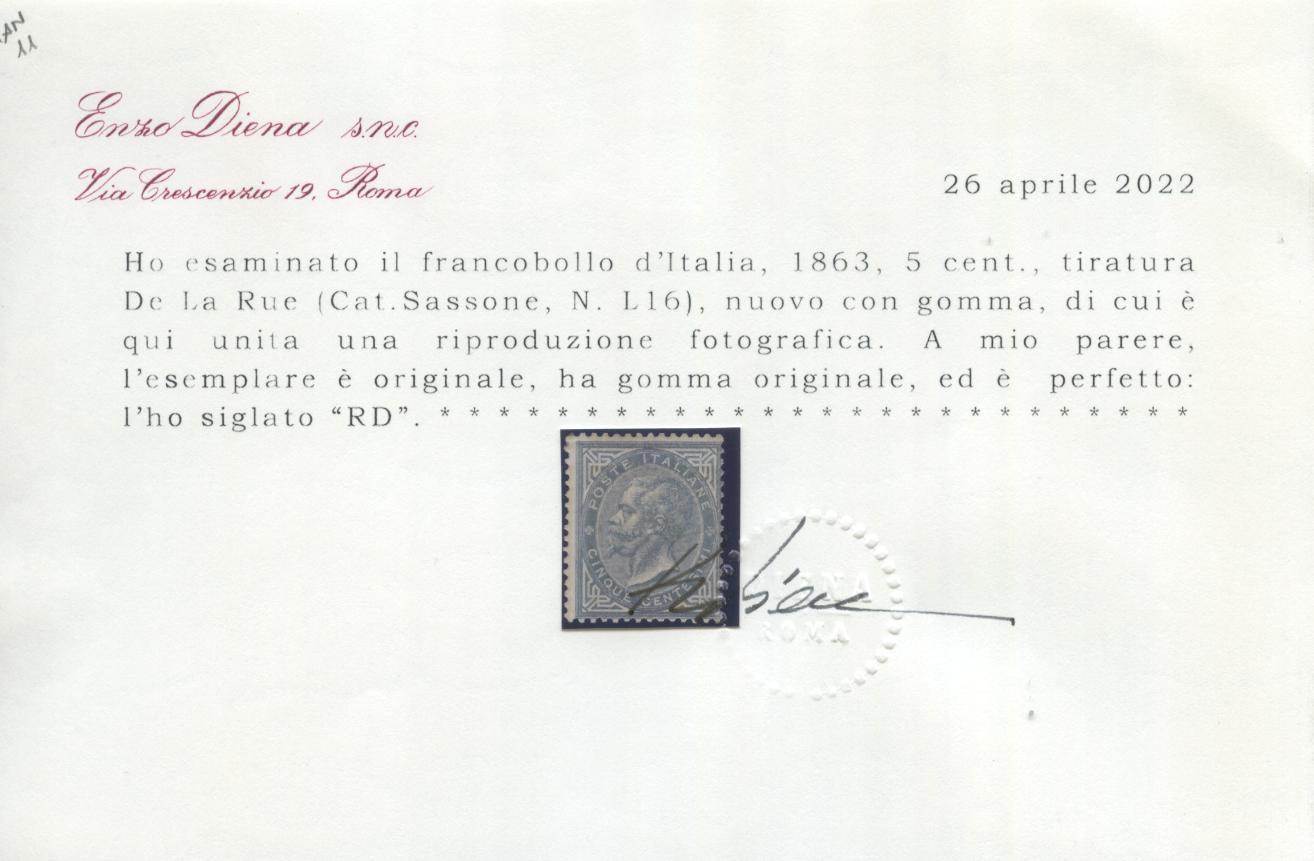 AN
11
Enzo Diena s.n.c.
Via Crescenzio 19, Roma
26 aprile 2022
Ho esaminato il francobollo d'Italia, 1863, 5 cent., tiratura
De La Rue (Cat.Sassone, N. L16), nuovo con gomma, di cui è
qui unita una riproduzione fotografica. A mio parere,
l'esemplare è originale, ha gomma originale, ed è perfetto:
l'ho siglato “RD”. * * * * * * * * * * * * * * * * * * * * * * * * * *
POSTE ITALIANE
CINQUE CENTESIMI
ROMA